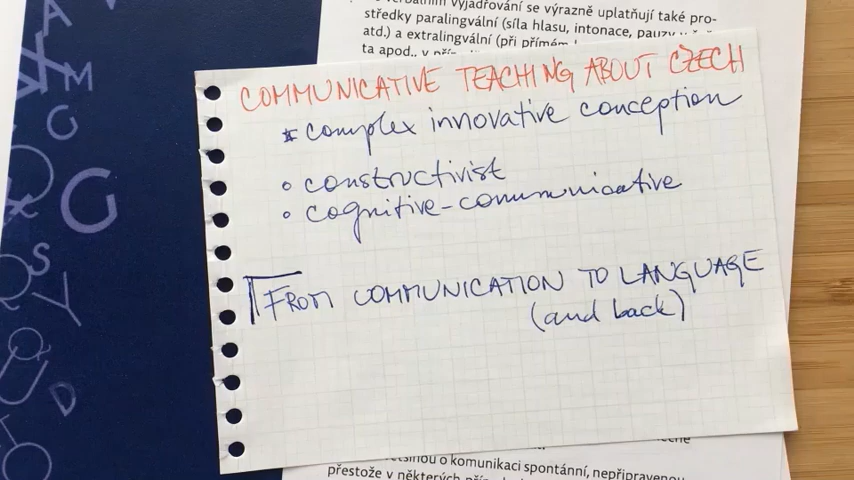 vyjadřování se výrazně uplatňují také pro-
středky paralingvální (síla hlasu, intonace, pauzy
atd.) a extralingvální (při přímém
ta apod., v
COMMUNICATIVE TEACHING ABOUT CZECH
* complex innovative conception
• constructivist
• cognitive-communicative
FROM COMMUNICATION TO LANGUAGE
(and back)
o komunikaci spontánní, nepřipravenou
přestože v některých